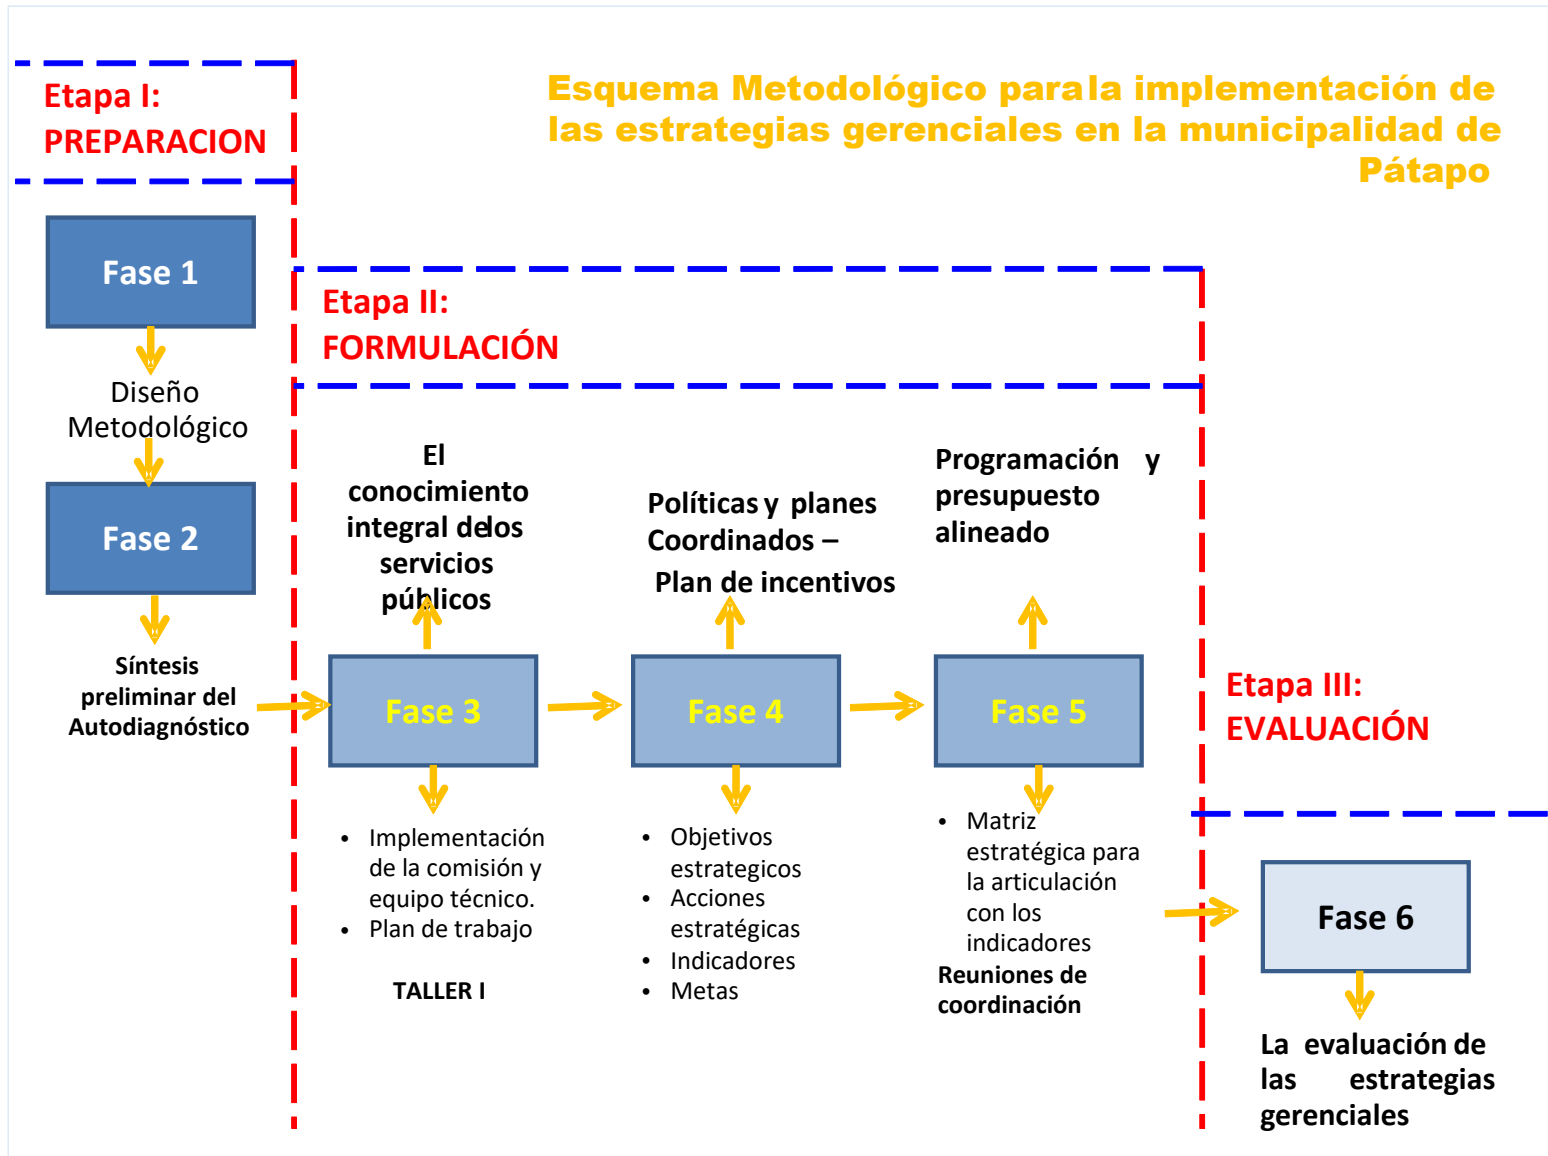 Esquema Metodológico para la implementación de
las estrategias gerenciales en la municipalidad de
Pátapo
Etapa I:
PREPARACION
Fase 1
Diseño
Metodológico
Fase 2
Síntesis
preliminar del
Autodiagnóstico
Etapa II:
FORMULACIÓN
El
conocimiento
integral de los
servicios
públicos
Fase 3
• Implementación
de la comisión y
equipo técnico.
• Plan de trabajo
TALLER I
Políticas y planes
Coordinados –
Plan de incentivos
Fase 4
• Objetivos
estrategicos
• Acciones
estratégicas
• Indicadores
• Metas
Programación y
presupuesto
alineado
Fase 5
• Matriz
estratégica para
la articulación
con los
indicadores
Reuniones de
coordinación
Etapa III:
EVALUACIÓN
Fase 6
La evaluación de
las estrategias
gerenciales